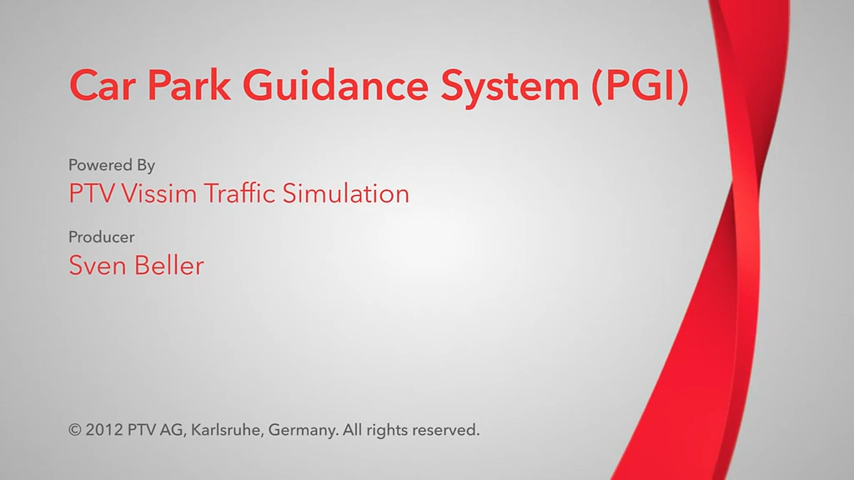 Car Park Guidance System (PGI)
Powered By
PTV Vissim Traffic Simulation
Producer
Sven Beller
© 2012 PTV AG, Karlsruhe, Germany. All rights reserved.